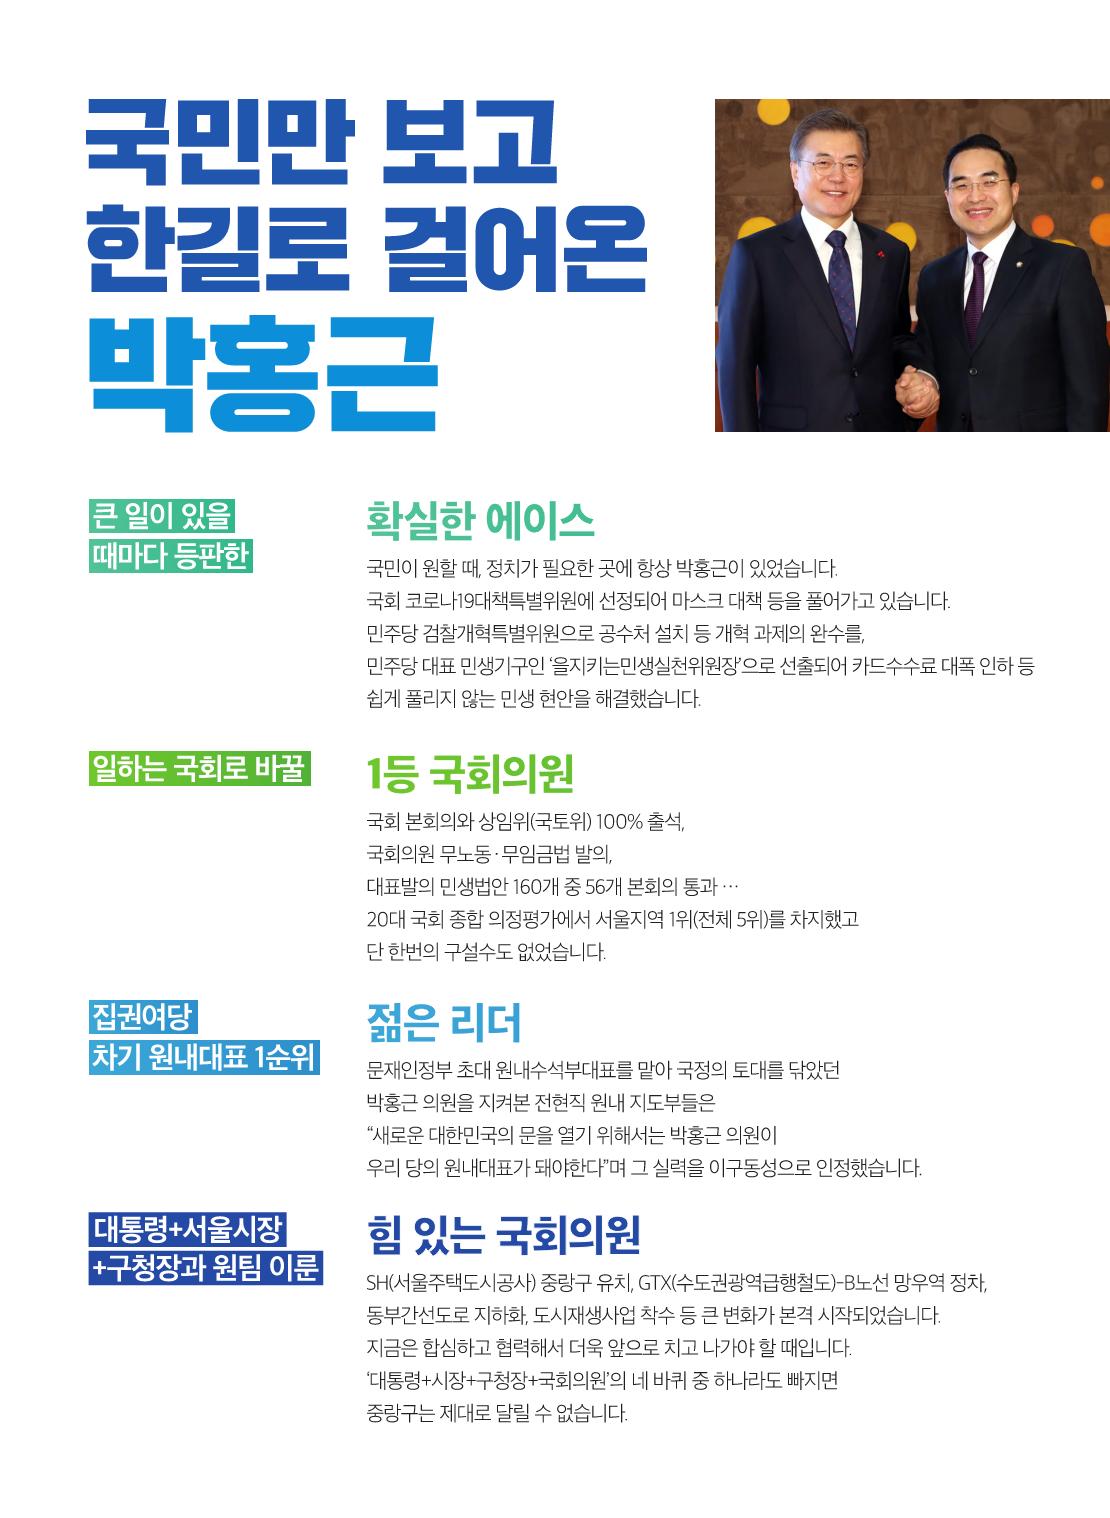 국민만 보고
한길로 걸어온
박홍근
큰 일이 있을
때마다 등판한
확실한 에이스
국민이 원할 때, 정치가 필요한 곳에 항상 박홍근이 있었습니다.
국회 코로나19대책특별위원에 선정되어 마스크 대책 등을 풀어가고 있습니다.
민주당 검찰개혁특별위원으로 공수처 설치 등 개혁 과제의 완수를,
민주당 대표 민생기구인 ‘을지키는민생실천위원장’으로 선출되어 카드수수료 대폭 인하 등
쉽게 풀리지 않는 민생 현안을 해결했습니다.
일하는 국회로 바꿀
1등 국회의원
국회 본회의와 상임위(국토위) 100% 출석,
국회의원 무노동·무임금법 발의,
대표발의 민생법안 160개 중 56개 본회의 통과 …
20대 국회 종합 의정평가에서 서울지역 1위(전체 5위)를 차지했고
단 한번의 구설수도 없었습니다.
집권여당
차기 원내대표 1순위
젊은 리더
문재인정부 초대 원내수석부대표를 맡아 국정의 토대를 닦았던
박홍근 의원을 지켜본 전현직 원내 지도부들은
“새로운 대한민국의 문을 열기 위해서는 박홍근 의원이
우리 당의 원내대표가 돼야한다”며 그 실력을 이구동성으로 인정했습니다.
대통령+서울시장
+구청장과 원팀 이룬
힘 있는 국회의원
SH(서울주택도시공사) 중랑구 유치, GTX(수도권광역급행철도)-B노선 망우역 정차,
동부간선도로 지하화, 도시재생사업 착수 등 큰 변화가 본격 시작되었습니다.
지금은 합심하고 협력해서 더욱 앞으로 치고 나가야 할 때입니다.
‘대통령+시장+구청장+국회의원’의 네 바퀴 중 하나라도 빠지면
중랑구는 제대로 달릴 수 없습니다.